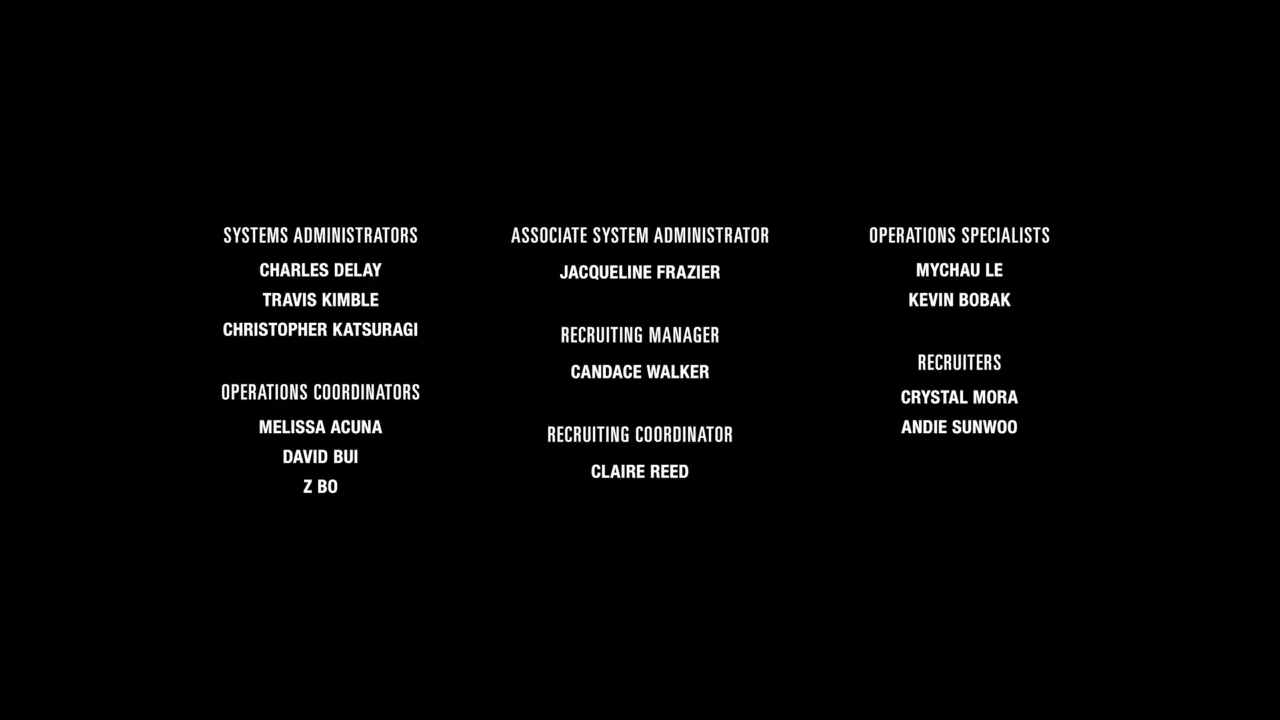 SYSTEMS ADMINISTRATORS
CHARLES DELAY
TRAVIS KIMBLE
CHRISTOPHER KATSURAGI
OPERATIONS COORDINATORS
MELISSA ACUNA
DAVID BUI
Z BO
ASSOCIATE SYSTEM ADMINISTRATOR
JACQUELINE FRAZIER
RECRUITING MANAGER
CANDACE WALKER
RECRUITING COORDINATOR
CLAIRE REED
OPERATIONS SPECIALISTS
MYCHAU LE
KEVIN BOBAK
RECRUITERS
CRYSTAL MORA
ANDIE SUNWOO